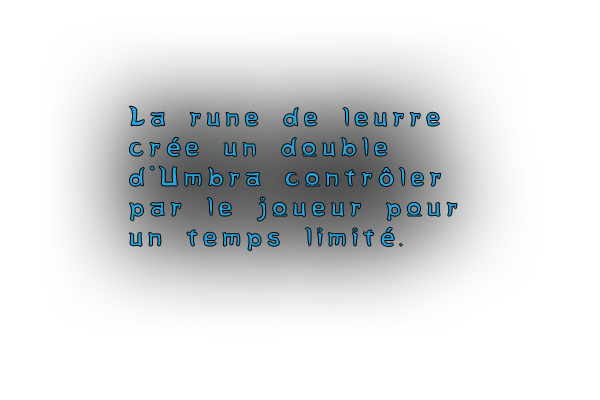 La rune de leurre
crée un double
d'Umbra contrôler
par le joueur pour
un temps limité.